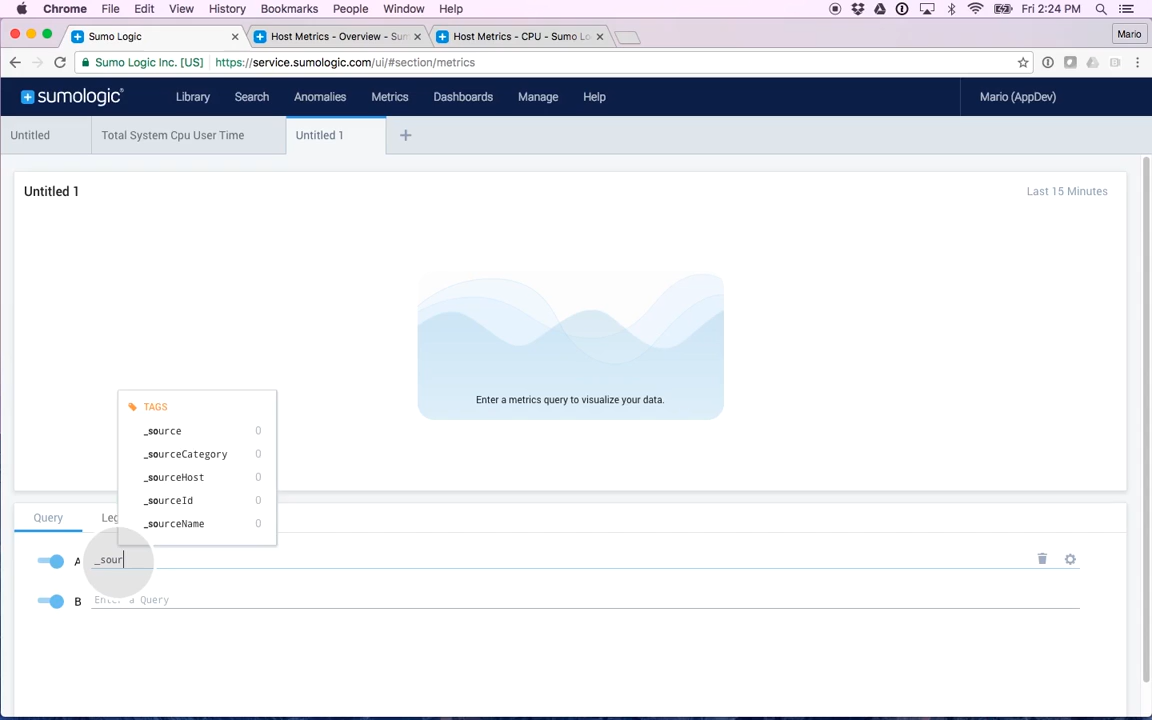 Chrome File Edit View History Bookmarks People Window Help Fri 2:24 PM
Sumo Logic Host Metrics - Overview - Sum Host Metrics - CPU - Sumo Lo Mario
Sumo Logic Inc. [US] https://service.sumologic.com/ui/#section/metrics
sumologic Library Search Anomalies Metrics Dashboards Manage Help Mario (AppDev)
Untitled Total System Cpu User Time Untitled 1
Untitled 1 Last 15 Minutes
Enter a metrics query to visualize your data.
TAGS
_source 0
_sourceCategory 0
_sourceHost 0
_sourceId 0
_sourceName 0
Query Leg
A _sour
B Enter a Query